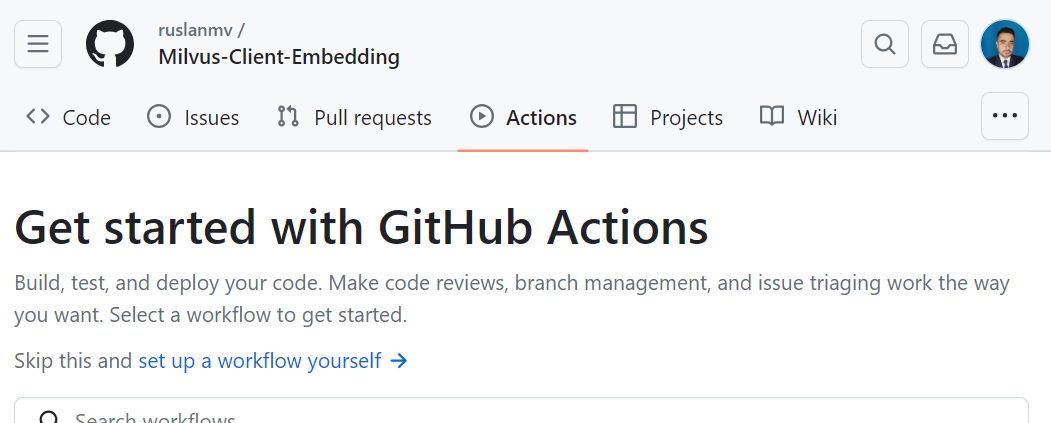 ruslanmv /
Milvus-Client-Embedding
Code Issues Pull requests Actions Projects Wiki
Get started with GitHub Actions
Build, test, and deploy your code. Make code reviews, branch management, and issue triaging work the way
you want. Select a workflow to get started.
Skip this and set up a workflow yourself →
Search workflows